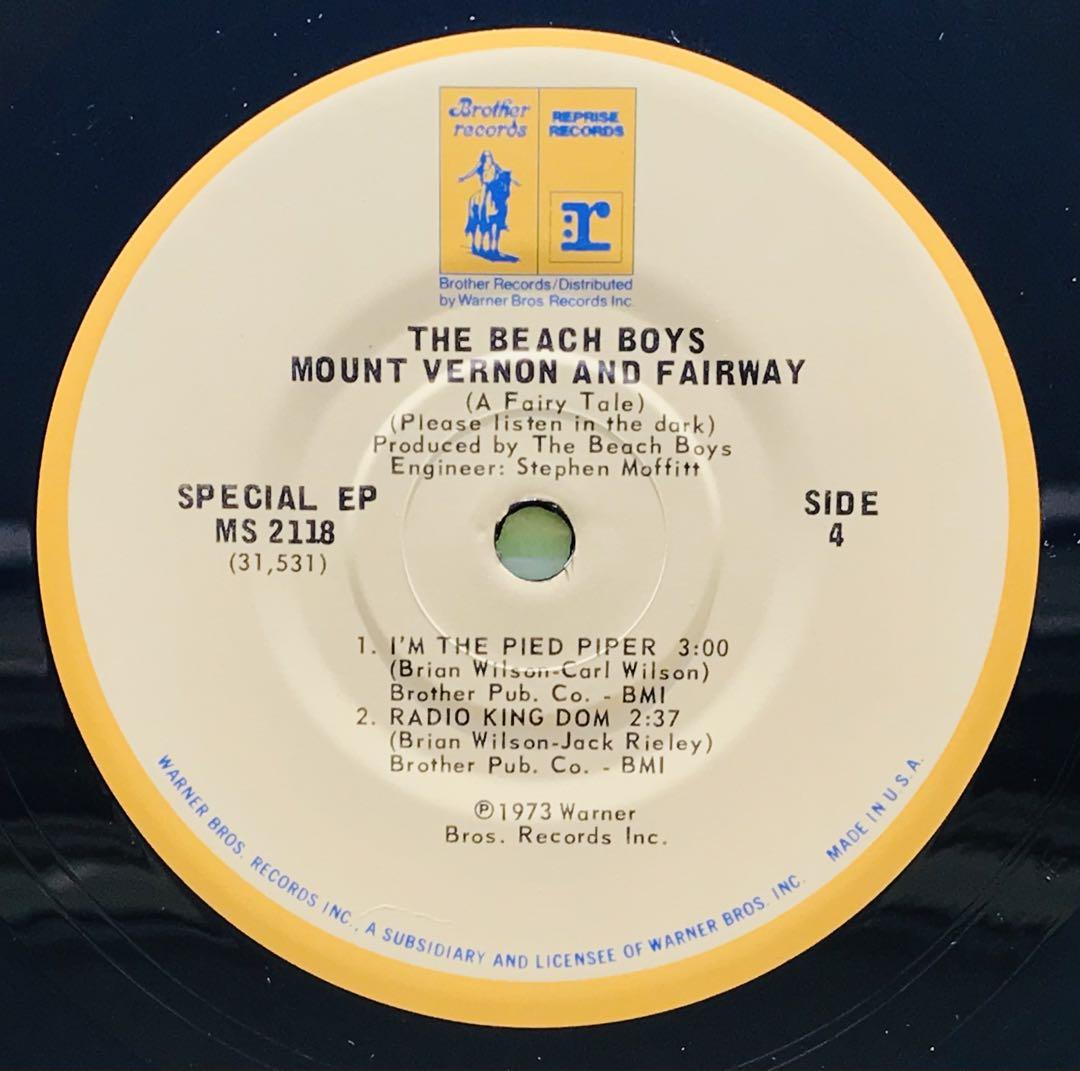 Brother
records
REPRISE
RECORDS
r
Brother Records/Distributed
by Warner Bros. Records Inc.
THE BEACH BOYS
MOUNT VERNON AND FAIRWAY
(A Fairy Tale)
(Please listen in the dark)
Produced by The Beach Boys
Engineer: Stephen Moffitt
SPECIAL EP
MS 2118
(31,531)
SIDE
4
1. I'M THE PIED PIPER 3:00
(Brian Wilson-Carl Wilson)
Brother Pub. Co. - BMI
2. RADIO KING DOM 2:37
(Brian Wilson-Jack Rieley)
Brother Pub. Co. - BMI
℗1973 Warner
Bros. Records Inc.
WARNER BROS. RECORDS INC., A SUBSIDIARY AND LICENSEE OF WARNER BROS. INC. MADE IN U.S.A.